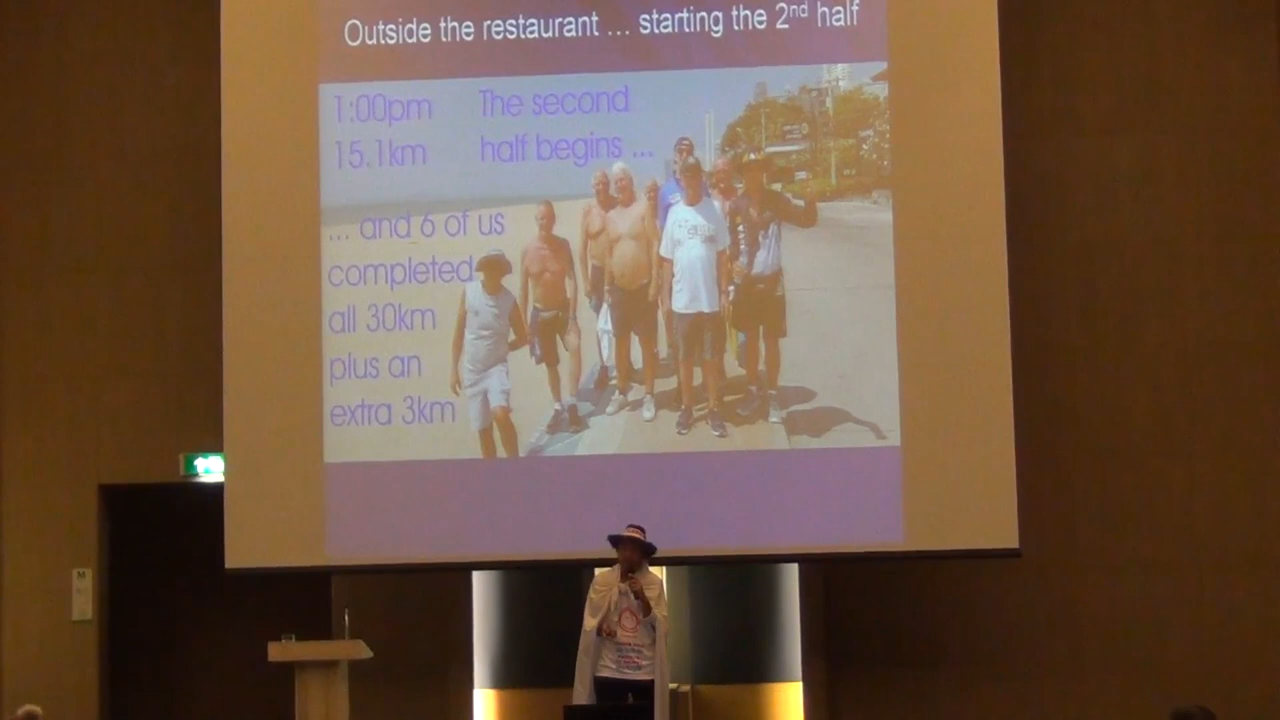 Outside the restaurant ... starting the 2nd half
1:00pm The second
15.1km half begins ...
... and 6 of us
completed
all 30km
plus an
extra 3km